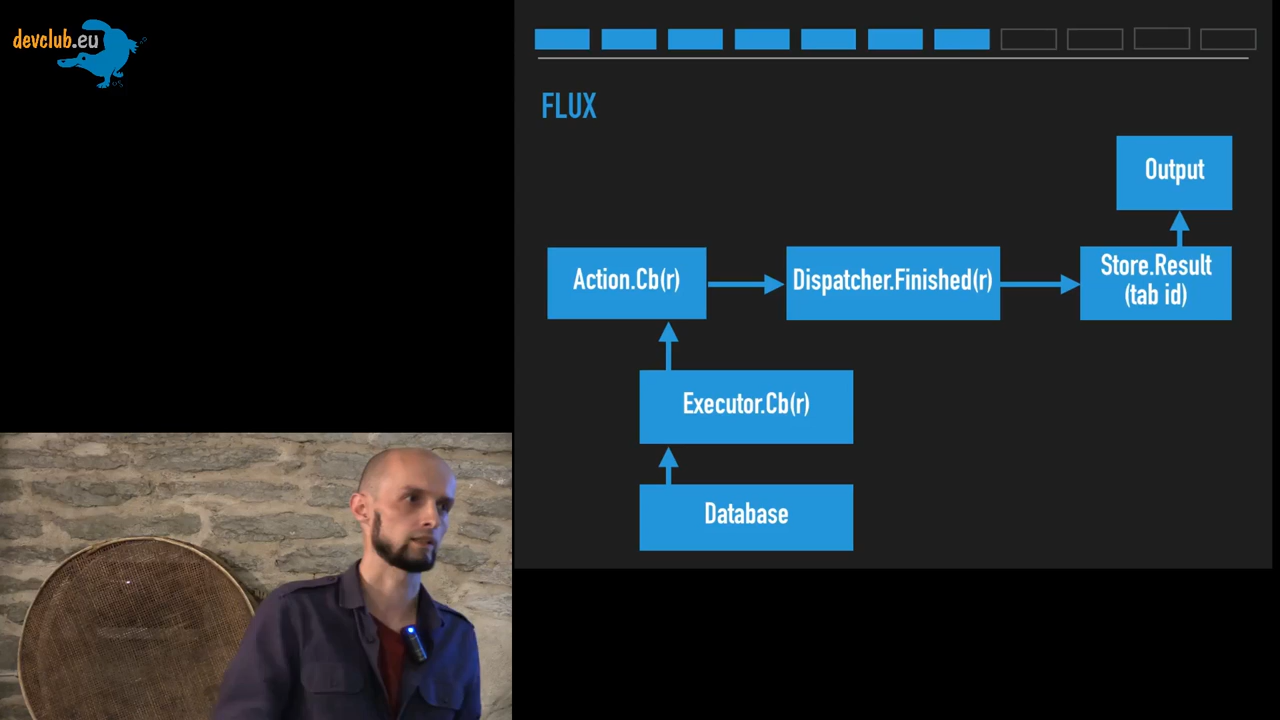 devclub.eu
FLUX
Output
Action.Cb(r)
Dispatcher.Finished(r)
Store.Result
(tab id)
Executor.Cb(r)
Database